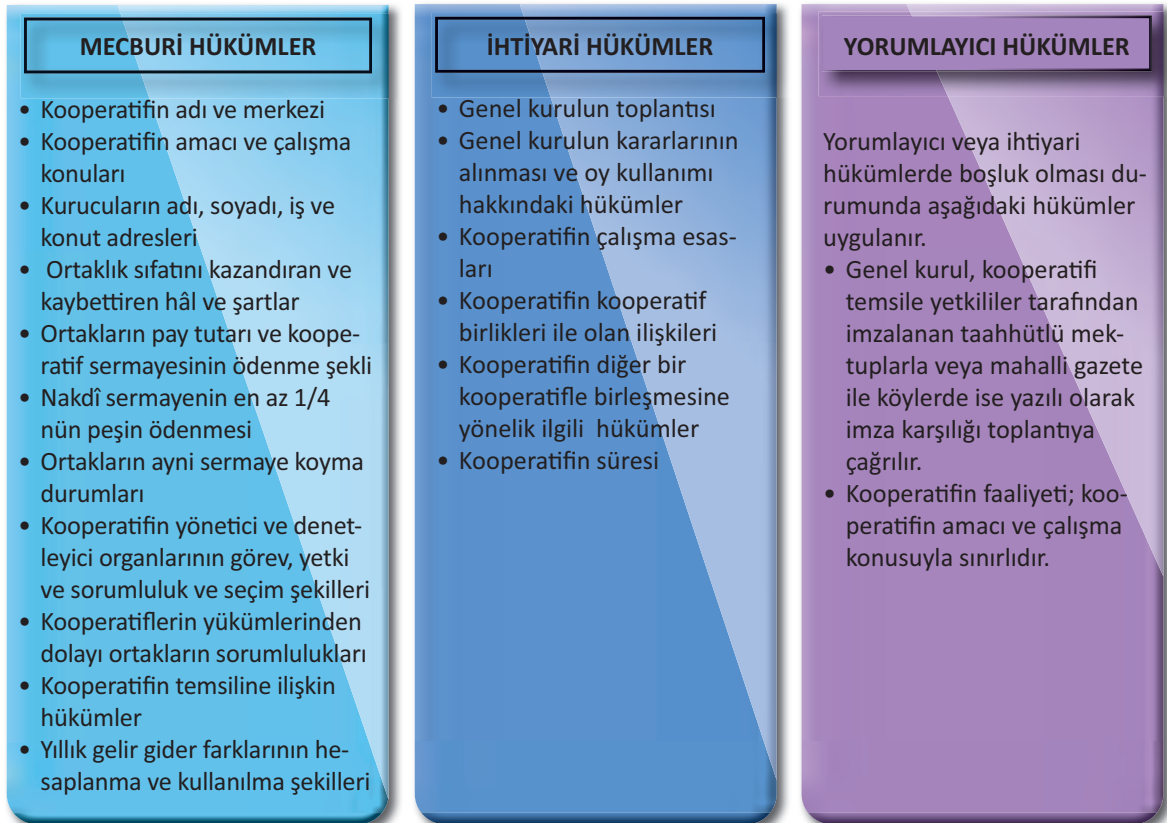 MECBURİ HÜKÜMLER
• Kooperatifin adı ve merkezi
• Kooperatifin amacı ve çalışma
konuları
• Kurucuların adı, soyadı, iş ve
konut adresleri
• Ortaklık sıfatını kazandıran ve
kaybettiren hâl ve şartlar
• Ortakların pay tutarı ve koope-
ratif sermayesinin ödenme şekli
• Nakdî sermayenin en az 1/4
nün peşin ödenmesi
• Ortakların ayni sermaye koyma
durumları
• Kooperatifin yönetici ve denet-
leyici organlarının görev, yetki
ve sorumluluk ve seçim şekilleri
• Kooperatiflerin yükümlerinden
dolayı ortakların sorumlulukları
• Kooperatifin temsiline ilişkin
hükümler
• Yıllık gelir gider farklarının he-
saplanma ve kullanılma şekilleri
İHTİYARİ HÜKÜMLER
• Genel kurulun toplantısı
• Genel kurulun kararlarının
alınması ve oy kullanımı
hakkındaki hükümler
• Kooperatifin çalışma esas-
ları
• Kooperatifin kooperatif
birlikleri ile olan ilişkileri
• Kooperatifin diğer bir
kooperatifle birleşmesine
yönelik ilgili hükümler
• Kooperatifin süresi
YORUMLAYICI HÜKÜMLER
Yorumlayıcı veya ihtiyari
hükümlerde boşluk olması du-
rumunda aşağıdaki hükümler
uygulanır.
• Genel kurul, kooperatifi
temsile yetkililer tarafından
imzalanan taahhütlü mek-
tuplarla veya mahalli gazete
ile köylerde ise yazılı olarak
imza karşılığı toplantıya
çağrılır.
• Kooperatifin faaliyeti; koo-
peratifin amacı ve çalışma
konusuyla sınırlıdır.